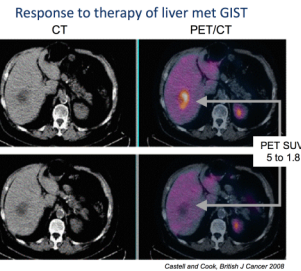 Response to therapy of liver met GIST
CT
PET/CT
PET SUV
5 to 1.8
Castell and Cook, British J Cancer 2008